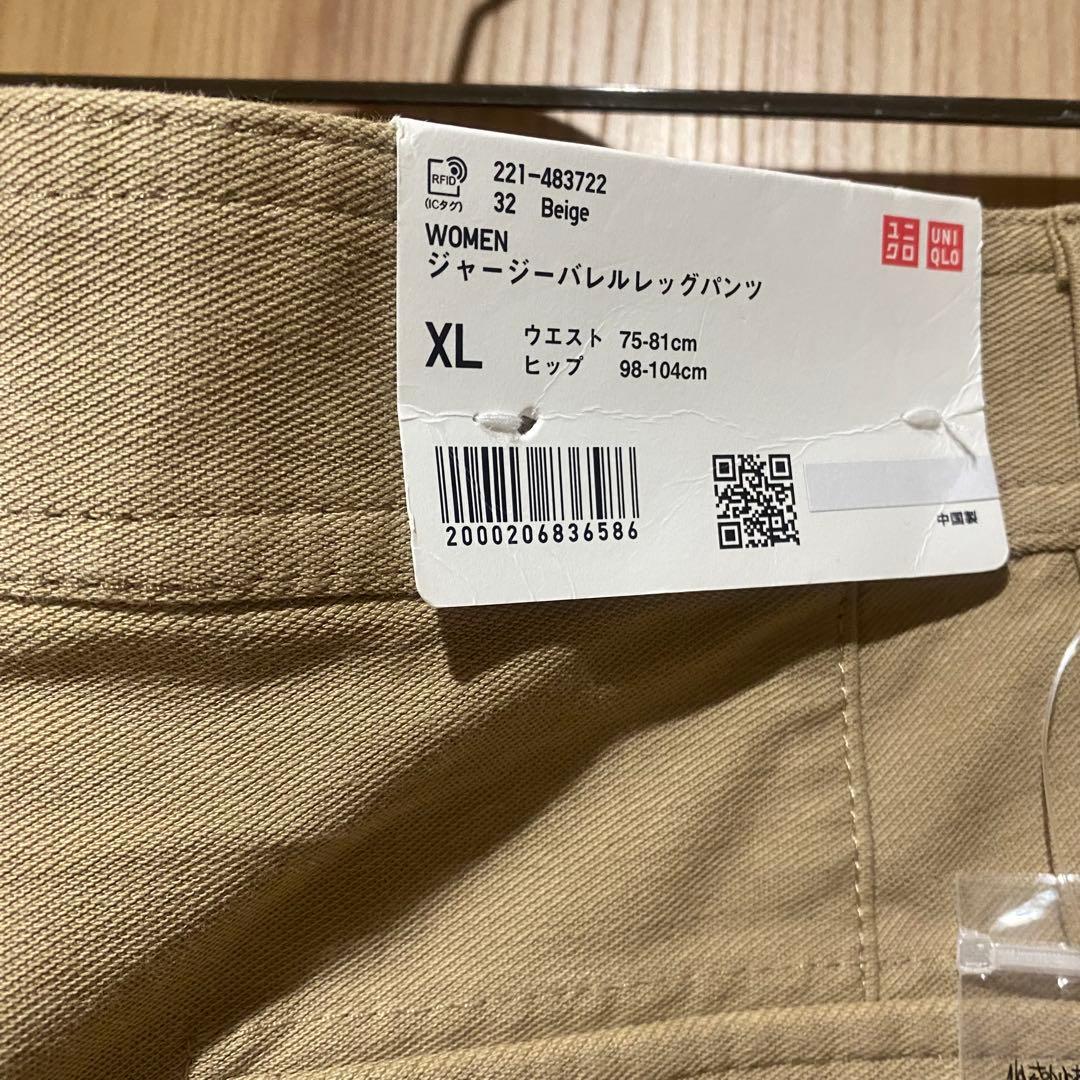 RFID
(ICタグ)
221-483722
32 Beige
WOMEN
ジャージーバレルレッグパンツ
ユニ
クロ
UNI
QLO
XL
ウエスト 75-81cm
ヒップ 98-104cm
2000206836586
中国製